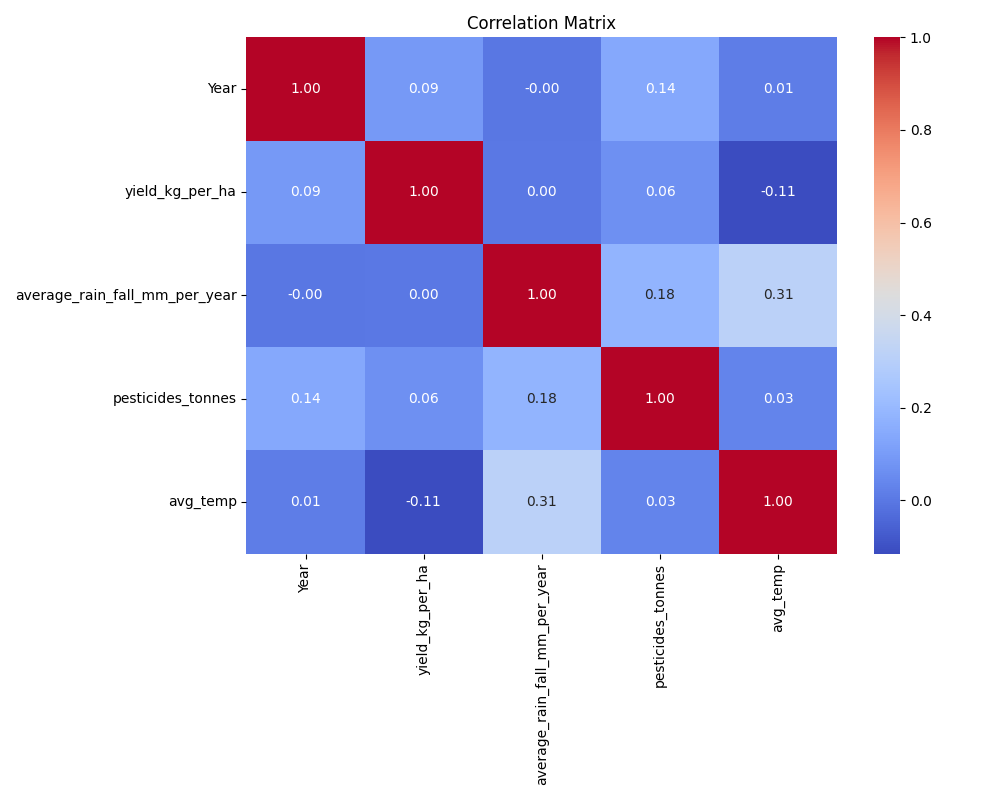 Correlation Matrix
Year 1.00 0.09 -0.00 0.14 0.01
yield_kg_per_ha 0.09 1.00 0.00 0.06 -0.11
average_rain_fall_mm_per_year -0.00 0.00 1.00 0.18 0.31
pesticides_tonnes 0.14 0.06 0.18 1.00 0.03
avg_temp 0.01 -0.11 0.31 0.03 1.00
Year
yield_kg_per_ha
average_rain_fall_mm_per_year
pesticides_tonnes
avg_temp
1.0
0.8
0.6
0.4
0.2
0.0